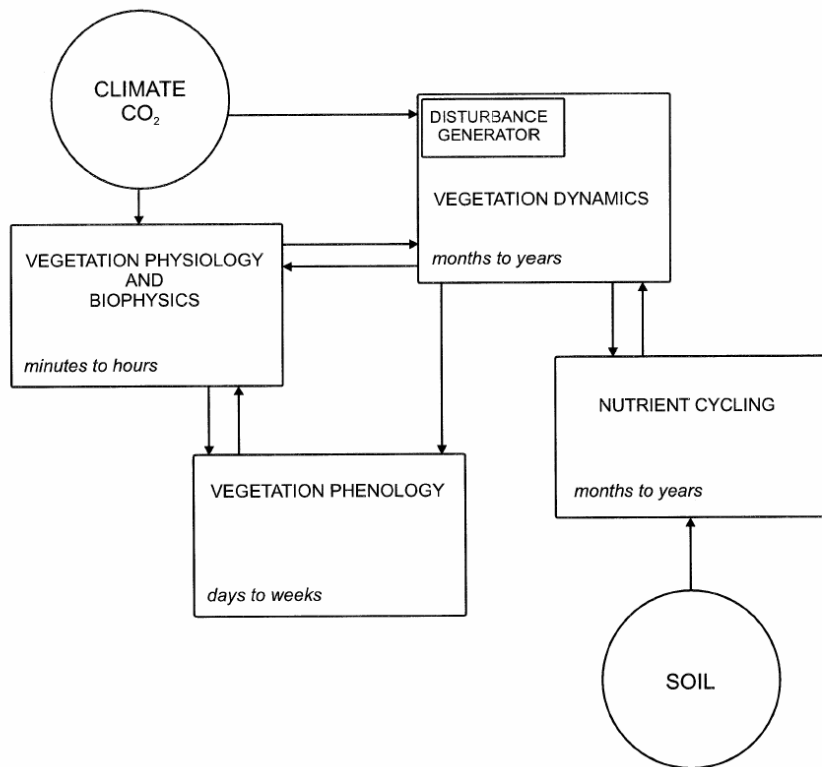 CLIMATE
CO₂
DISTURBANCE
GENERATOR
VEGETATION DYNAMICS
months to years
VEGETATION PHYSIOLOGY
AND
BIOPHYSICS
minutes to hours
NUTRIENT CYCLING
months to years
VEGETATION PHENOLOGY
days to weeks
SOIL